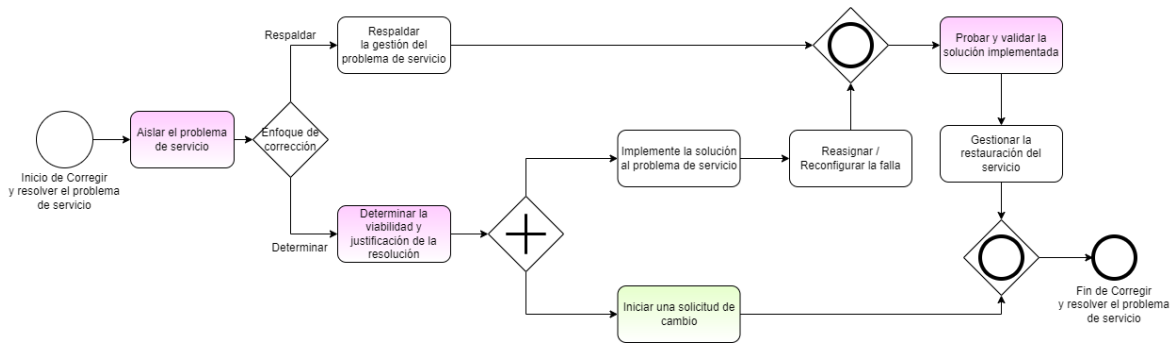 Respaldar
Respaldar
la gestión del
problema de servicio
Probar y validar la
solución implementada
Aislar el problema
de servicio
Enfoque de
corrección
Inicio de Corregir
y resolver el problema
de servicio
Implemente la solución
al problema de servicio
Reasignar /
Reconfigurar la falla
Gestionar la
restauración del
servicio
Determinar
Determinar la
viabilidad y
justificación de la
resolución
Iniciar una solicitud de
cambio
Fin de Corregir
y resolver el problema
de servicio